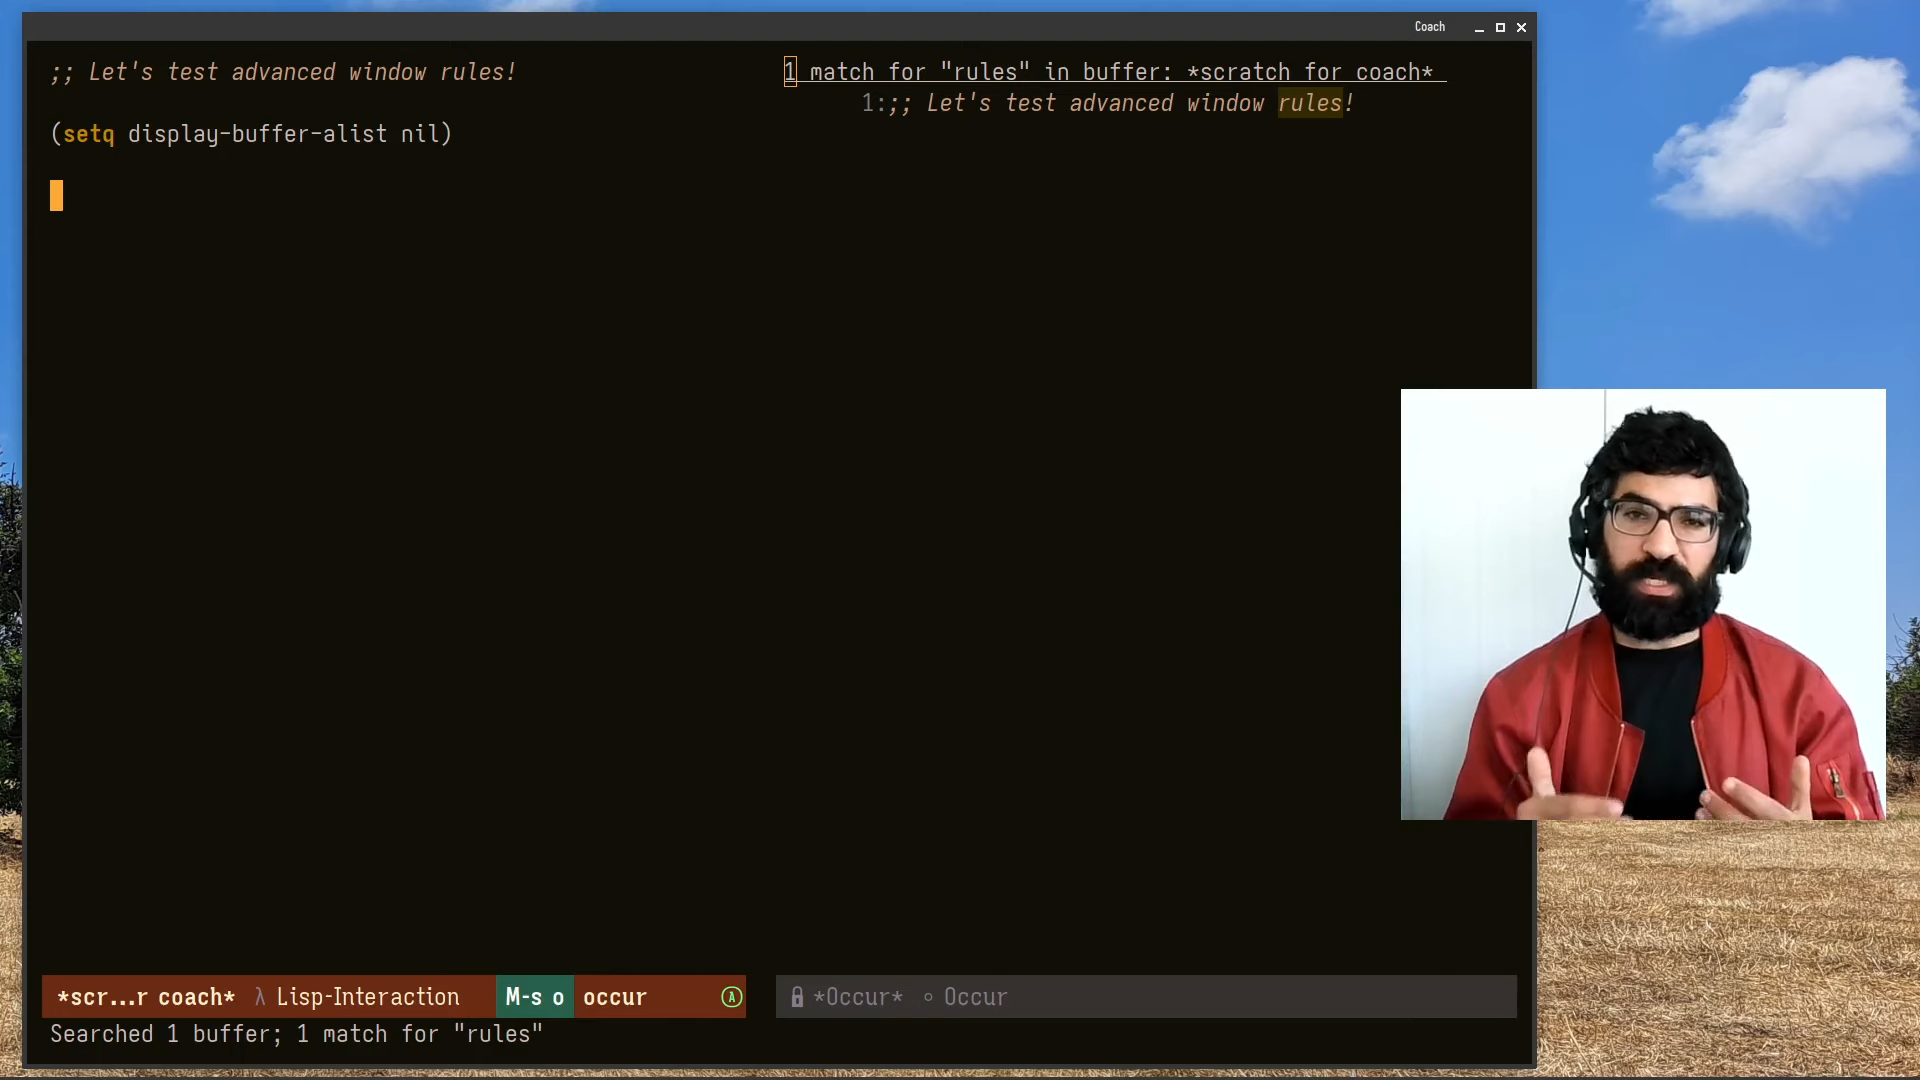 Coach
;; Let's test advanced window rules!
(setq display-buffer-alist nil)
1 match for "rules" in buffer: *scratch for coach*
1:;; Let's test advanced window rules!
*scr...r coach* λ Lisp-Interaction M-s o occur A
*Occur* Occur
Searched 1 buffer; 1 match for "rules"